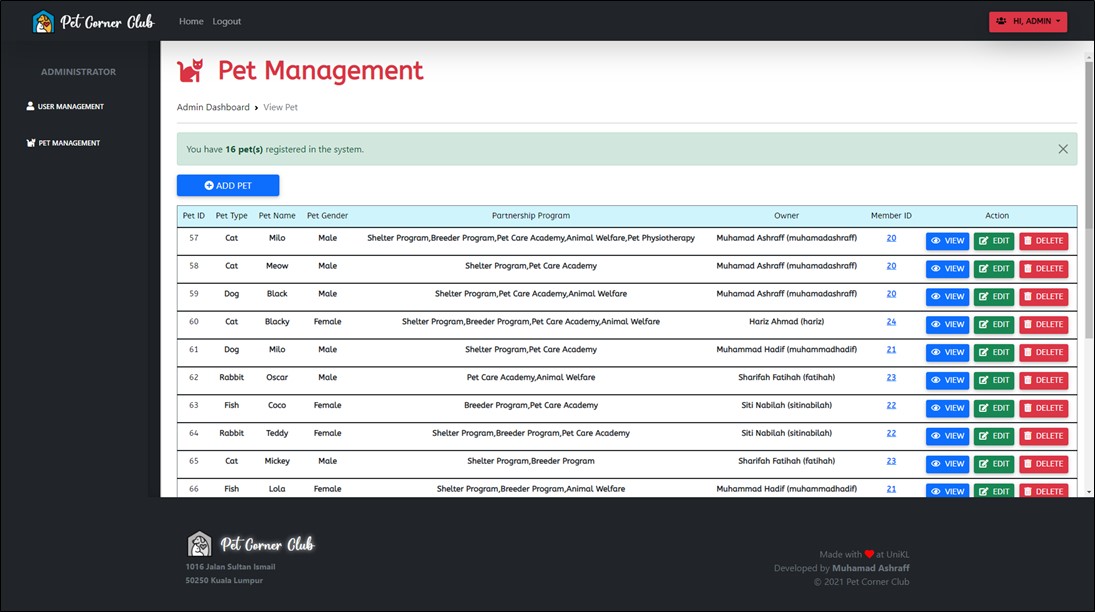 Pet Corner Club Home Logout HI, ADMIN
ADMINISTRATOR
USER MANAGEMENT
PET MANAGEMENT
Pet Management
Admin Dashboard › View Pet
You have 16 pet(s) registered in the system.
ADD PET
Pet ID Pet Type Pet Name Pet Gender Partnership Program Owner Member ID Action
57 Cat Milo Male Shelter Program,Breeder Program,Pet Care Academy,Animal Welfare,Pet Physiotherapy Muhamad Ashraff (muhamadashraff) 20 VIEW EDIT DELETE
58 Cat Meow Male Shelter Program,Pet Care Academy Muhamad Ashraff (muhamadashraff) 20 VIEW EDIT DELETE
59 Dog Black Male Shelter Program,Pet Care Academy,Animal Welfare Muhamad Ashraff (muhamadashraff) 20 VIEW EDIT DELETE
60 Cat Blacky Female Shelter Program,Breeder Program,Pet Care Academy,Animal Welfare Hariz Ahmad (hariz) 24 VIEW EDIT DELETE
61 Dog Milo Male Shelter Program,Pet Care Academy Muhammad Hadif (muhammadhadif) 21 VIEW EDIT DELETE
62 Rabbit Oscar Male Pet Care Academy,Animal Welfare Sharifah Fatihah (fatihah) 23 VIEW EDIT DELETE
63 Fish Coco Female Breeder Program,Pet Care Academy Siti Nabilah (sitinabilah) 22 VIEW EDIT DELETE
64 Rabbit Teddy Female Shelter Program,Breeder Program,Pet Care Academy Siti Nabilah (sitinabilah) 22 VIEW EDIT DELETE
65 Cat Mickey Male Shelter Program,Breeder Program Sharifah Fatihah (fatihah) 23 VIEW EDIT DELETE
66 Fish Lola Female Shelter Program,Breeder Program,Animal Welfare Muhammad Hadif (muhammadhadif) 21 VIEW EDIT DELETE
Pet Corner Club
1016 Jalan Sultan Ismail
50250 Kuala Lumpur
Made with ❤ at UniKL
Developed by Muhamad Ashraff
© 2021 Pet Corner Club